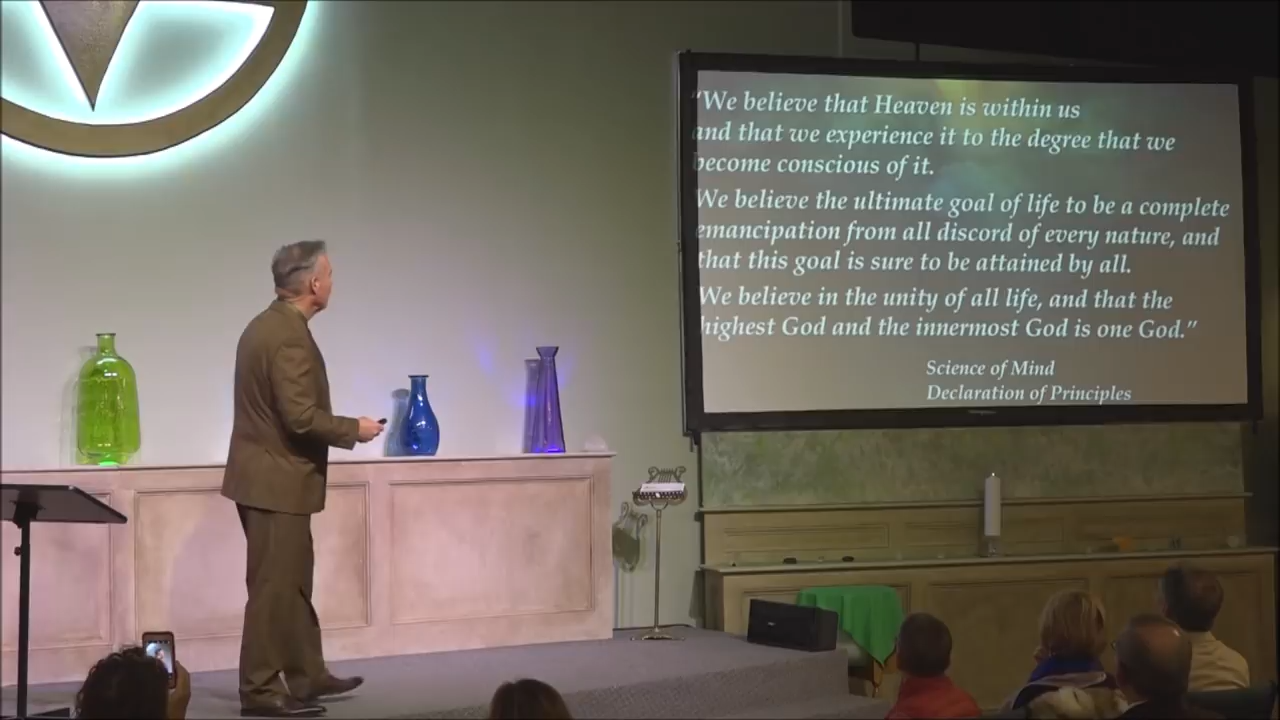 "We believe that Heaven is within us
and that we experience it to the degree that we
become conscious of it.
We believe the ultimate goal of life to be a complete
emancipation from all discord of every nature, and
that this goal is sure to be attained by all.
We believe in the unity of all life, and that the
highest God and the innermost God is one God."
Science of Mind
Declaration of Principles